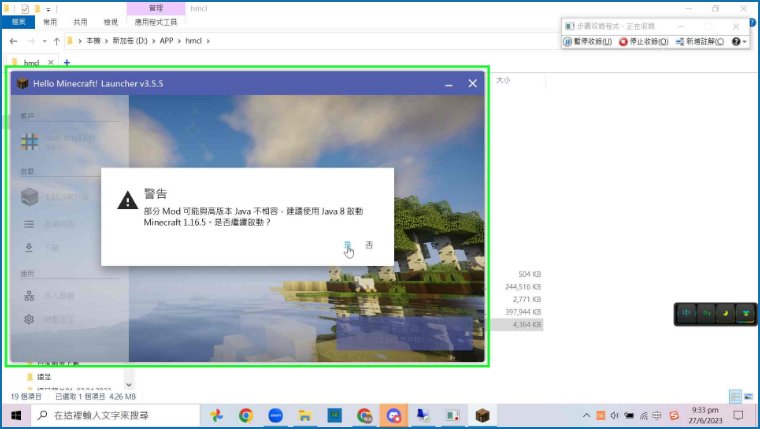 管理
hmcl
檔案
常用
共用
檢視
應用程式工具
步驟收錄程式 - 正在收錄
暫停收錄(U)
停止收錄(O)
新增註解(C)
本機 › 新加卷 (D:) › APP › hmcl ›
hmcl
大小
Hello Minecraft! Launcher v3.5.5
帳戶
遊戲
通用
警告
部分 Mod 可能與高版本 Java 不相容。建議使用 Java 8 啟動
Minecraft 1.16.5。是否繼續啟動？
是
否
504 KB
244,516 KB
2,771 KB
397,944 KB
4,364 KB
還是
19 個項目
已選取 1 個項目 4.26 MB
在這裡輸入文字來搜尋
中
9:33 pm
27/6/2023